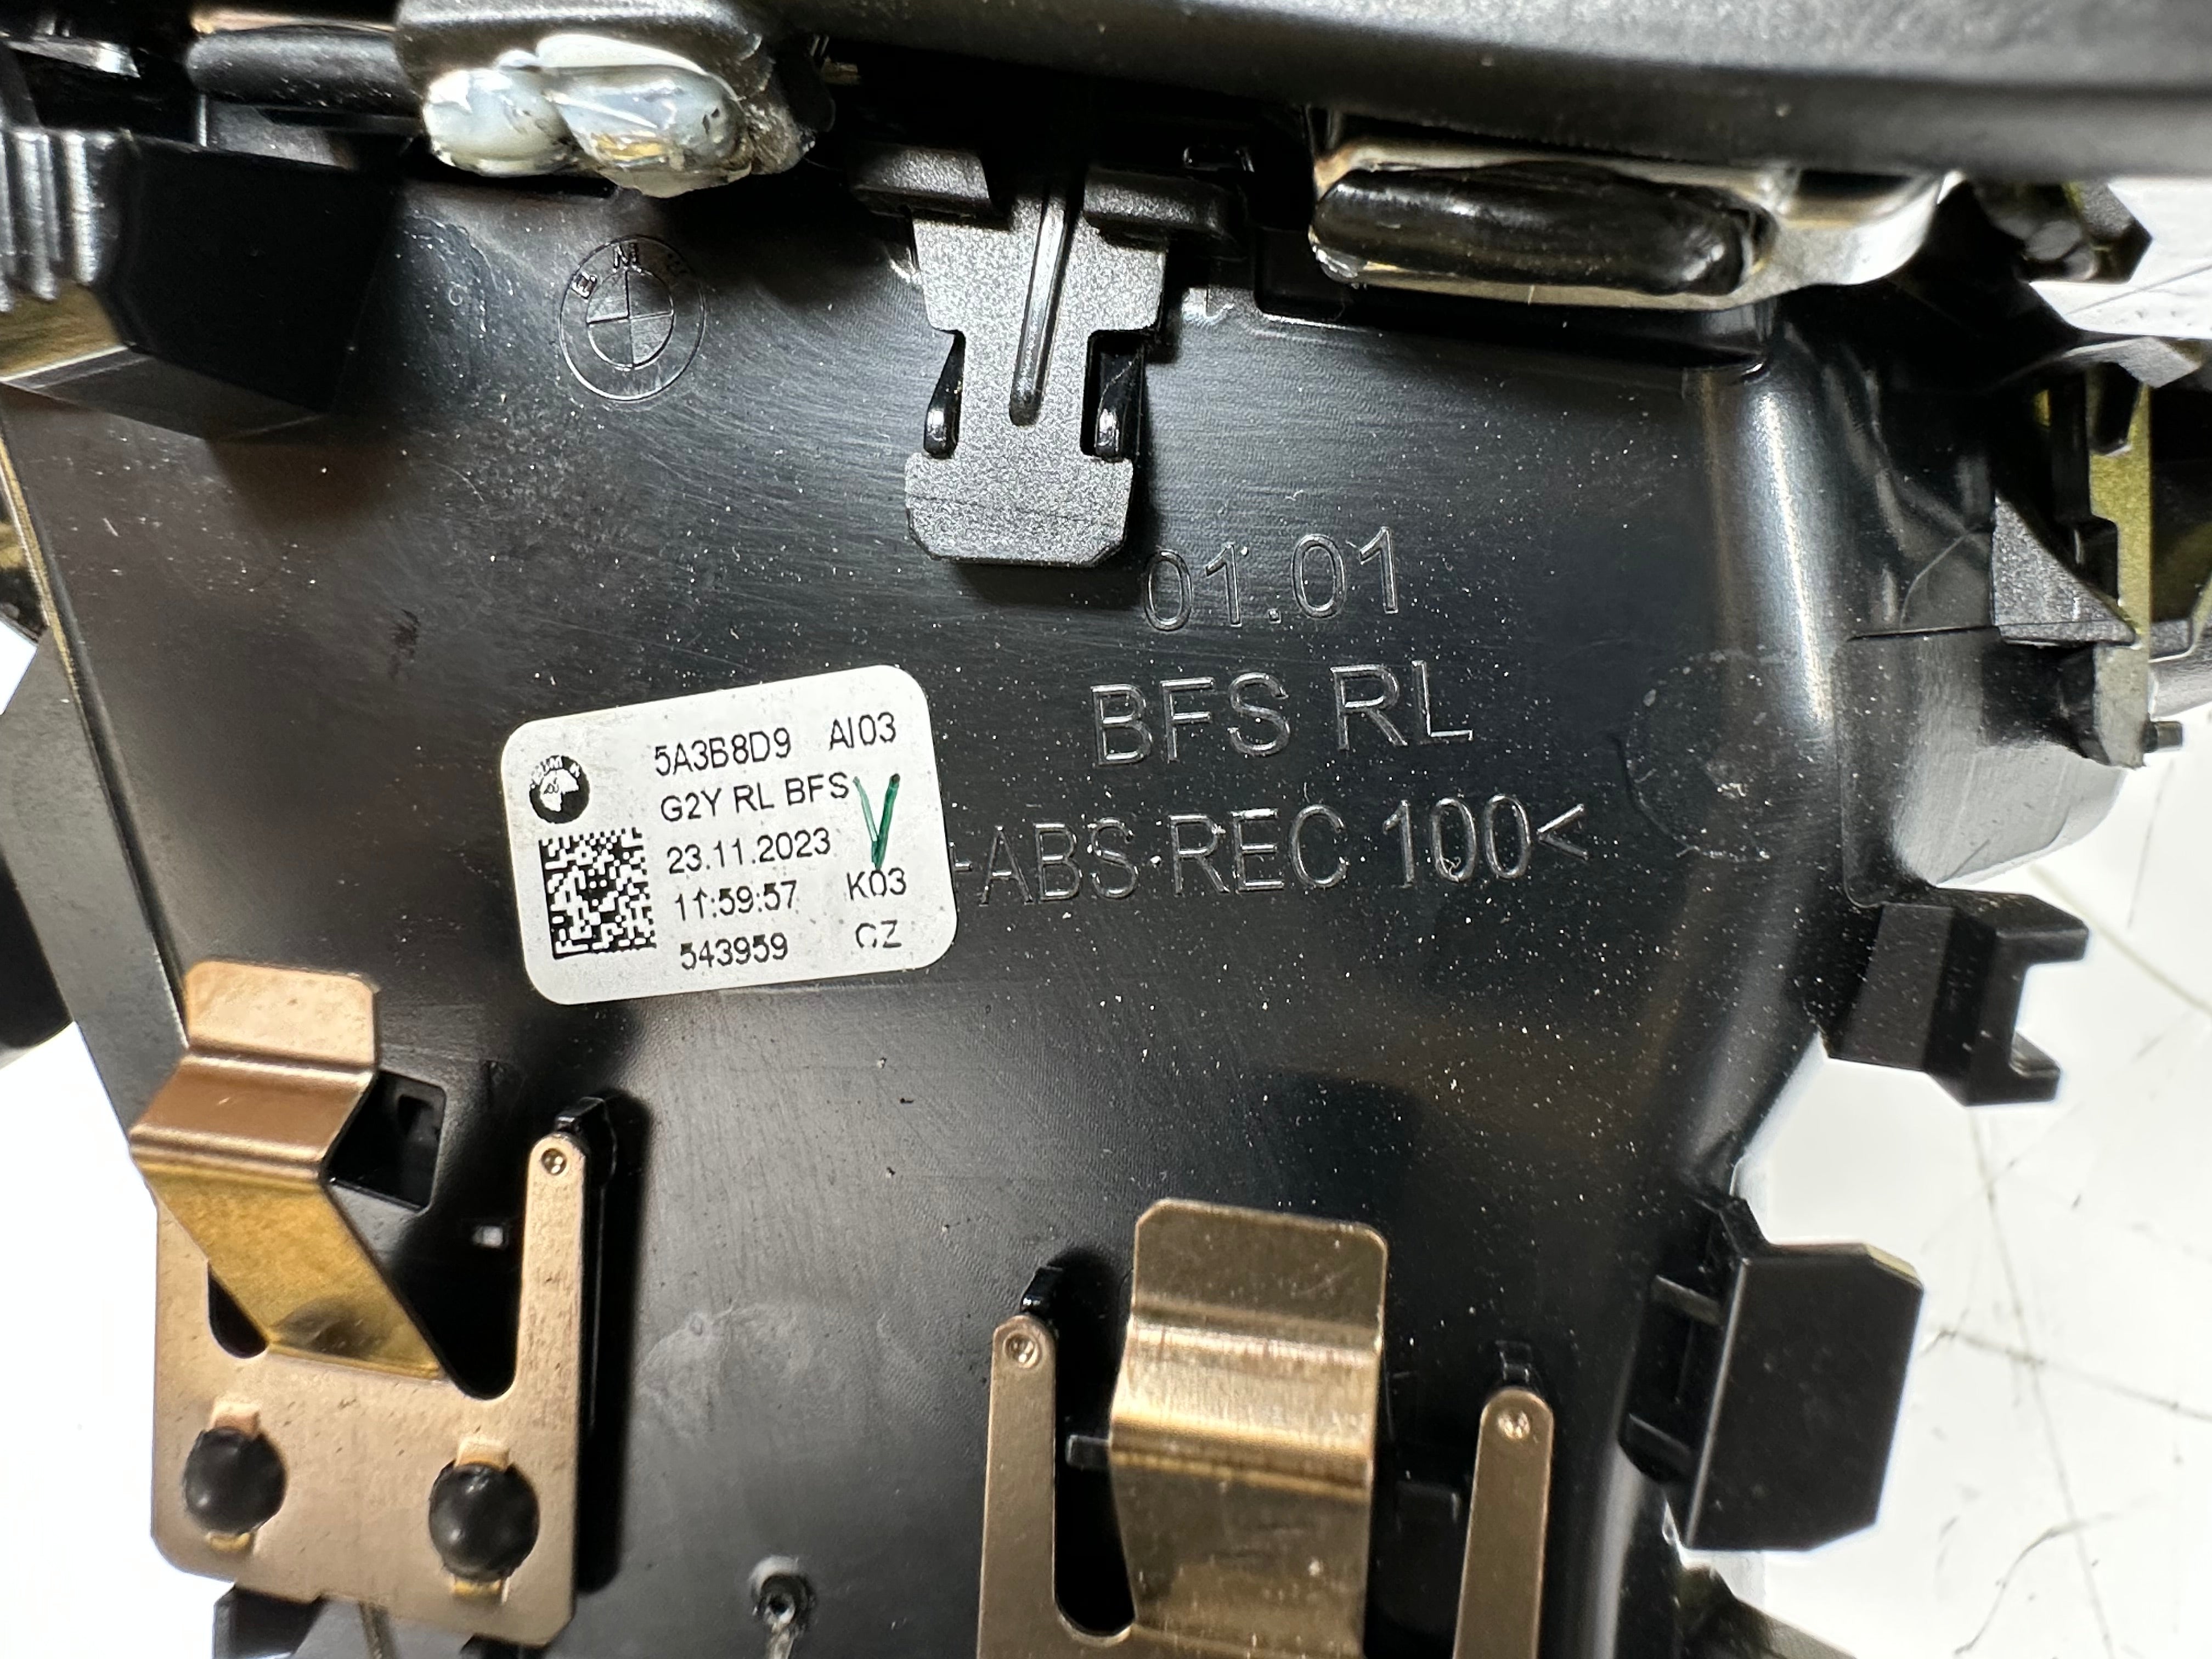 BMW
01.01
BFS RL
-ABS REC 100<
5A3B8D9 AI03
G2Y RL BFS
23.11.2023
11:59:57 K03
543959 CZ